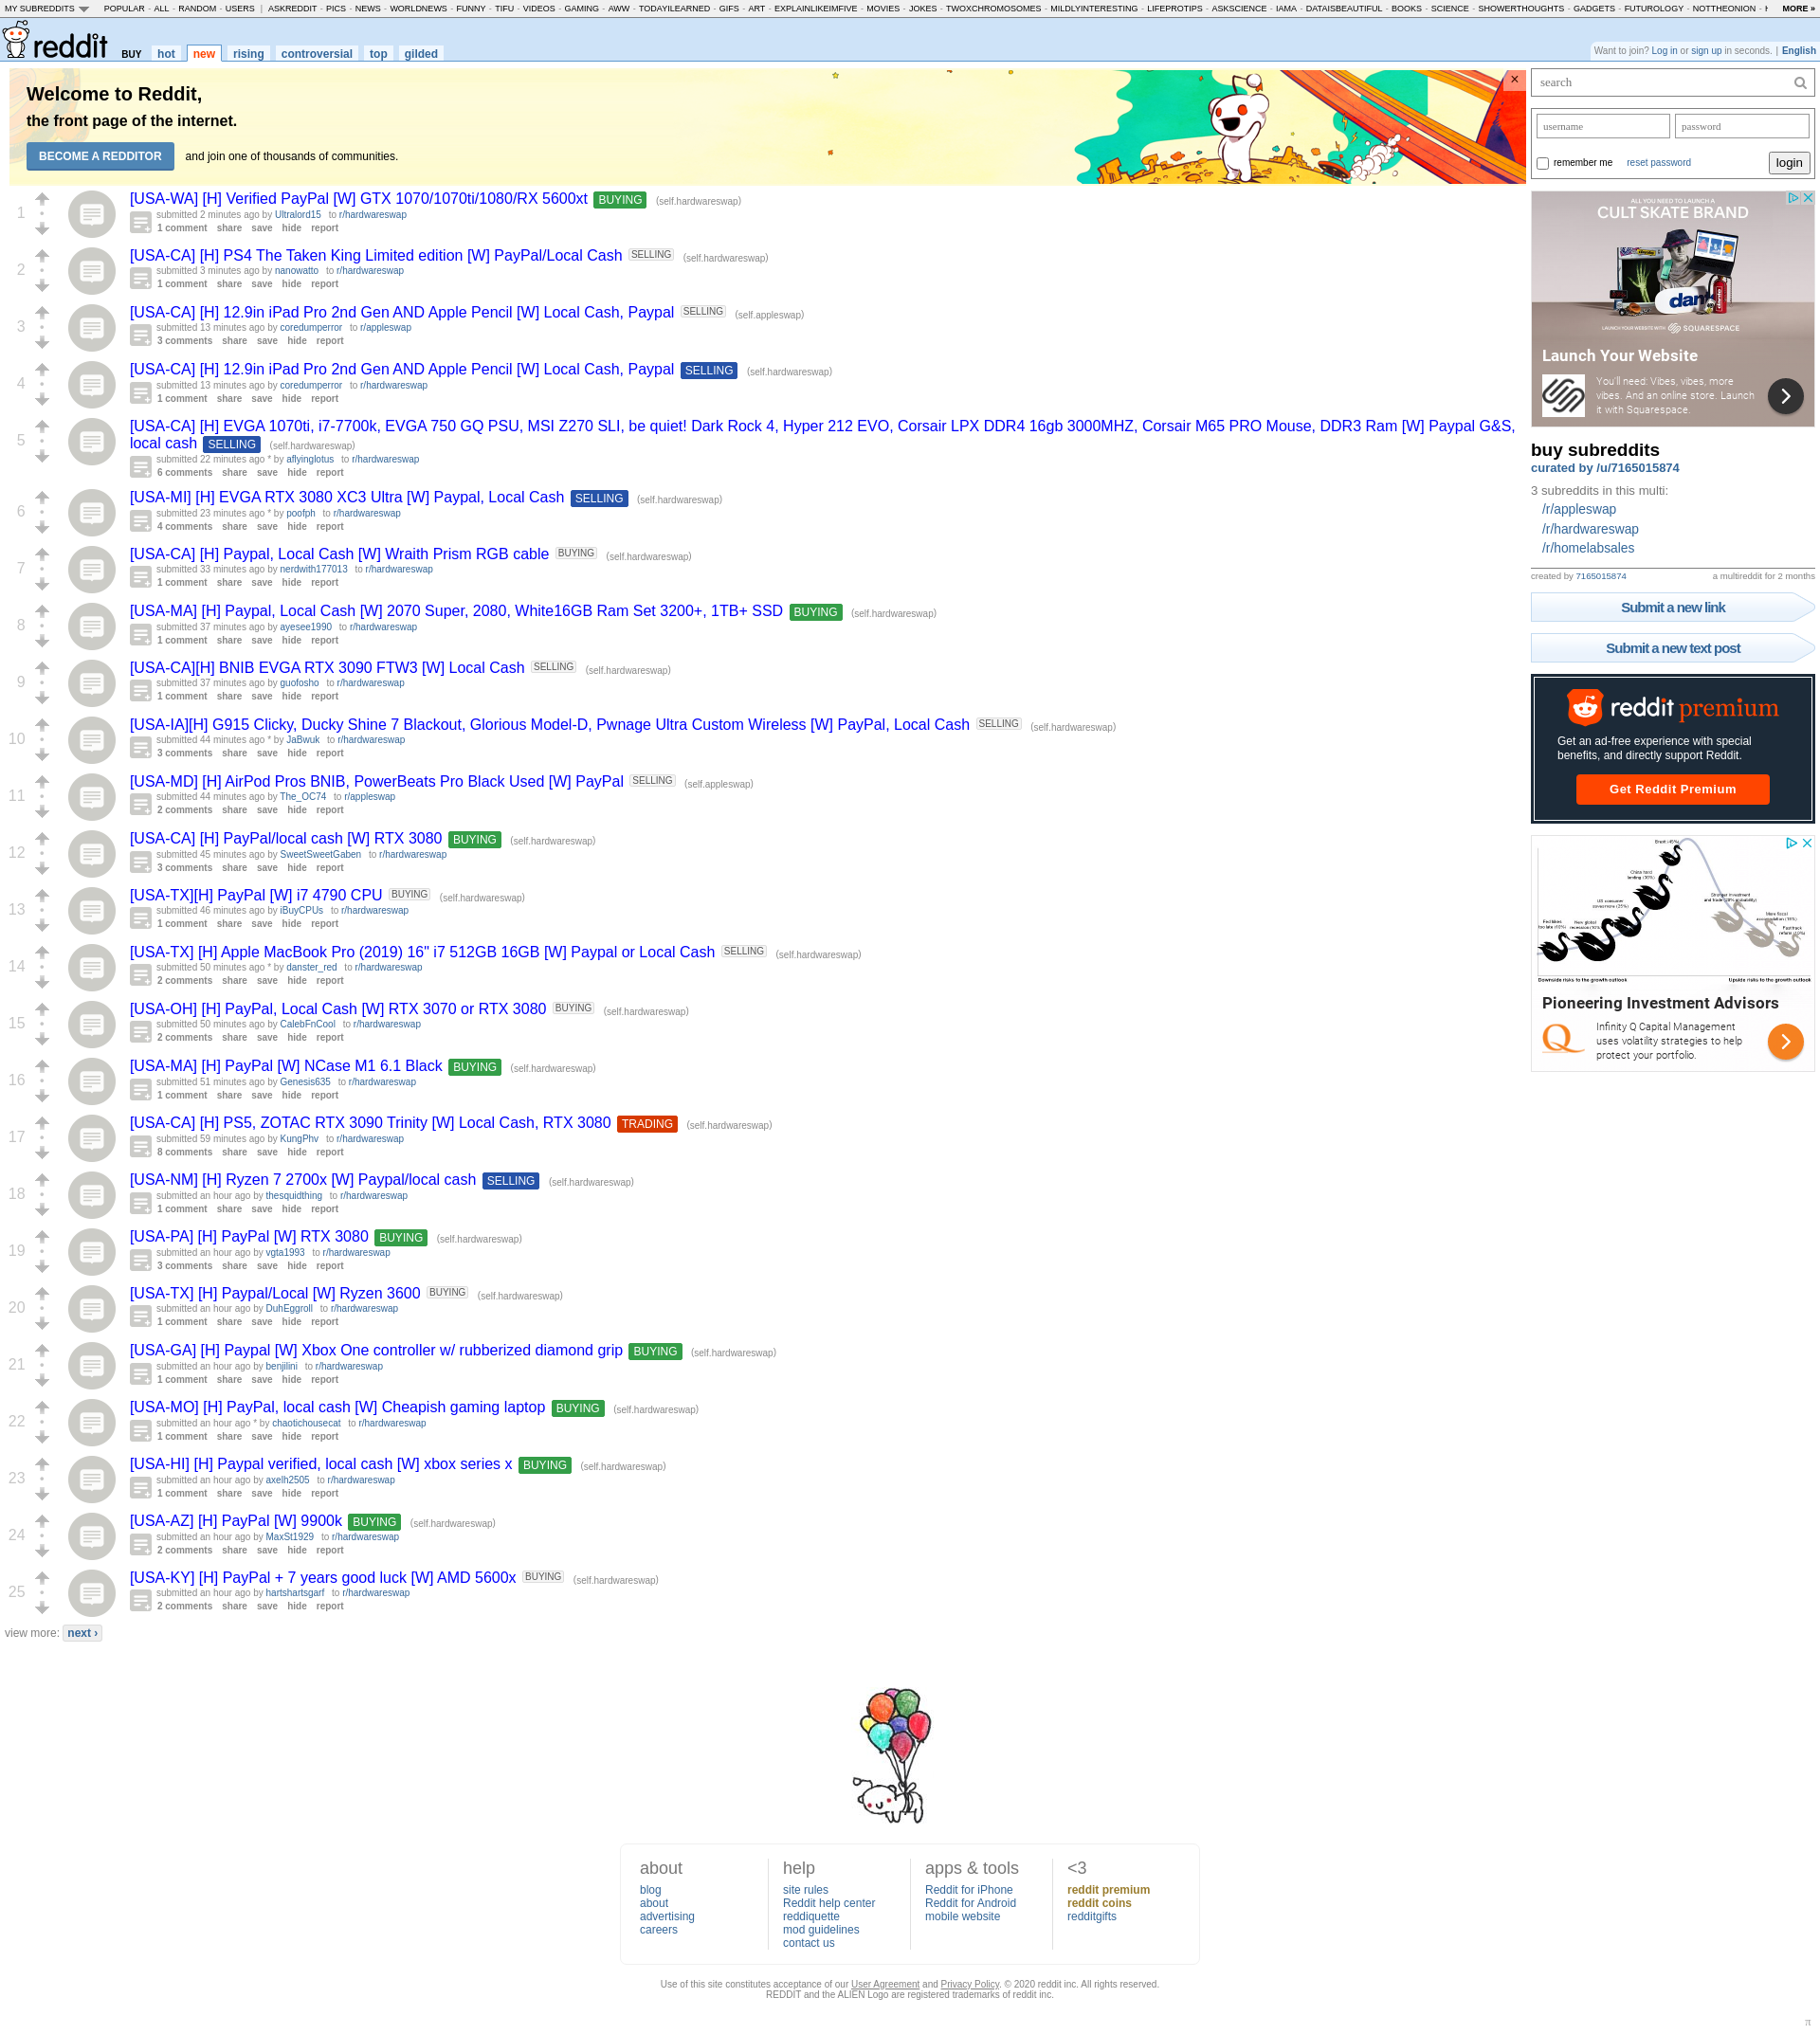 MY SUBREDDITS POPULAR - ALL - RANDOM - USERS | ASKREDDIT - PICS - NEWS - WORLDNEWS - FUNNY - TIFU - VIDEOS - GAMING - AWW - TODAYILEARNED - GIFS - ART - EXPLAINLIKEIMFIVE - MOVIES - JOKES - TWOXCHROMOSOMES - MILDLYINTERESTING - LIFEPROTIPS - ASKSCIENCE - IAMA - DATAISBEAUTIFUL - BOOKS - SCIENCE - SHOWERTHOUGHTS - GADGETS - FUTUROLOGY - NOTTHEONION - MORE »
reddit BUY hot new rising controversial top gilded
Want to join? Log in or sign up in seconds. | English
Welcome to Reddit,
the front page of the internet.
BECOME A REDDITOR and join one of thousands of communities.
×
1 [USA-WA] [H] Verified PayPal [W] GTX 1070/1070ti/1080/RX 5600xt BUYING (self.hardwareswap)
submitted 2 minutes ago by Ultralord15 to r/hardwareswap
1 comment share save hide report
2 [USA-CA] [H] PS4 The Taken King Limited edition [W] PayPal/Local Cash SELLING (self.hardwareswap)
submitted 3 minutes ago by nanowatto to r/hardwareswap
1 comment share save hide report
3 [USA-CA] [H] 12.9in iPad Pro 2nd Gen AND Apple Pencil [W] Local Cash, Paypal SELLING (self.appleswap)
submitted 13 minutes ago by coredumperror to r/appleswap
3 comments share save hide report
4 [USA-CA] [H] 12.9in iPad Pro 2nd Gen AND Apple Pencil [W] Local Cash, Paypal SELLING (self.hardwareswap)
submitted 13 minutes ago by coredumperror to r/hardwareswap
1 comment share save hide report
5 [USA-CA] [H] EVGA 1070ti, i7-7700k, EVGA 750 GQ PSU, MSI Z270 SLI, be quiet! Dark Rock 4, Hyper 212 EVO, Corsair LPX DDR4 16gb 3000MHZ, Corsair M65 PRO Mouse, DDR3 Ram [W] Paypal G&S,
local cash SELLING (self.hardwareswap)
submitted 22 minutes ago * by aflyinglotus to r/hardwareswap
6 comments share save hide report
6 [USA-MI] [H] EVGA RTX 3080 XC3 Ultra [W] Paypal, Local Cash SELLING (self.hardwareswap)
submitted 23 minutes ago * by poofph to r/hardwareswap
4 comments share save hide report
7 [USA-CA] [H] Paypal, Local Cash [W] Wraith Prism RGB cable BUYING (self.hardwareswap)
submitted 33 minutes ago by nerdwith177013 to r/hardwareswap
1 comment share save hide report
8 [USA-MA] [H] Paypal, Local Cash [W] 2070 Super, 2080, White16GB Ram Set 3200+, 1TB+ SSD BUYING (self.hardwareswap)
submitted 37 minutes ago by ayesee1990 to r/hardwareswap
1 comment share save hide report
9 [USA-CA][H] BNIB EVGA RTX 3090 FTW3 [W] Local Cash SELLING (self.hardwareswap)
submitted 37 minutes ago by guofosho to r/hardwareswap
1 comment share save hide report
10 [USA-IA][H] G915 Clicky, Ducky Shine 7 Blackout, Glorious Model-D, Pwnage Ultra Custom Wireless [W] PayPal, Local Cash SELLING (self.hardwareswap)
submitted 44 minutes ago * by JaBwuk to r/hardwareswap
3 comments share save hide report
11 [USA-MD] [H] AirPod Pros BNIB, PowerBeats Pro Black Used [W] PayPal SELLING (self.appleswap)
submitted 44 minutes ago by The_OC74 to r/appleswap
2 comments share save hide report
12 [USA-CA] [H] PayPal/local cash [W] RTX 3080 BUYING (self.hardwareswap)
submitted 45 minutes ago by SweetSweetGaben to r/hardwareswap
3 comments share save hide report
13 [USA-TX][H] PayPal [W] i7 4790 CPU BUYING (self.hardwareswap)
submitted 46 minutes ago by iBuyCPUs to r/hardwareswap
1 comment share save hide report
14 [USA-TX] [H] Apple MacBook Pro (2019) 16" i7 512GB 16GB [W] Paypal or Local Cash SELLING (self.hardwareswap)
submitted 50 minutes ago * by danster_red to r/hardwareswap
2 comments share save hide report
15 [USA-OH] [H] PayPal, Local Cash [W] RTX 3070 or RTX 3080 BUYING (self.hardwareswap)
submitted 50 minutes ago by CalebFnCool to r/hardwareswap
2 comments share save hide report
16 [USA-MA] [H] PayPal [W] NCase M1 6.1 Black BUYING (self.hardwareswap)
submitted 51 minutes ago by Genesis635 to r/hardwareswap
1 comment share save hide report
17 [USA-CA] [H] PS5, ZOTAC RTX 3090 Trinity [W] Local Cash, RTX 3080 TRADING (self.hardwareswap)
submitted 59 minutes ago by KungPhv to r/hardwareswap
8 comments share save hide report
18 [USA-NM] [H] Ryzen 7 2700x [W] Paypal/local cash SELLING (self.hardwareswap)
submitted an hour ago by thesquidthing to r/hardwareswap
1 comment share save hide report
19 [USA-PA] [H] PayPal [W] RTX 3080 BUYING (self.hardwareswap)
submitted an hour ago by vgta1993 to r/hardwareswap
3 comments share save hide report
20 [USA-TX] [H] Paypal/Local [W] Ryzen 3600 BUYING (self.hardwareswap)
submitted an hour ago by DuhEggroll to r/hardwareswap
1 comment share save hide report
21 [USA-GA] [H] Paypal [W] Xbox One controller w/ rubberized diamond grip BUYING (self.hardwareswap)
submitted an hour ago by benjilini to r/hardwareswap
1 comment share save hide report
22 [USA-MO] [H] PayPal, local cash [W] Cheapish gaming laptop BUYING (self.hardwareswap)
submitted an hour ago * by chaotichousecat to r/hardwareswap
1 comment share save hide report
23 [USA-HI] [H] Paypal verified, local cash [W] xbox series x BUYING (self.hardwareswap)
submitted an hour ago by axelh2505 to r/hardwareswap
1 comment share save hide report
24 [USA-AZ] [H] PayPal [W] 9900k BUYING (self.hardwareswap)
submitted an hour ago by MaxSt1929 to r/hardwareswap
2 comments share save hide report
25 [USA-KY] [H] PayPal + 7 years good luck [W] AMD 5600x BUYING (self.hardwareswap)
submitted an hour ago by hartshartsgarf to r/hardwareswap
2 comments share save hide report
view more: next ›
search
username password
remember me reset password login
ALL YOU NEED TO LAUNCH A
CULT SKATE BRAND
dan
LAUNCH YOUR WEBSITE WITH SQUARESPACE
Launch Your Website
You'll need: Vibes, vibes, more
vibes. And an online store. Launch
it with Squarespace.
buy subreddits
curated by /u/7165015874
3 subreddits in this multi:
/r/appleswap
/r/hardwareswap
/r/homelabsales
created by 7165015874 a multireddit for 2 months
Submit a new link
Submit a new text post
reddit premium
Get an ad-free experience with special
benefits, and directly support Reddit.
Get Reddit Premium
Downside risks to the growth outlook Upside risks to the growth outlook
Pioneering Investment Advisors
Infinity Q Capital Management
uses volatility strategies to help
protect your portfolio.
about
blog
about
advertising
careers
help
site rules
Reddit help center
reddiquette
mod guidelines
contact us
apps & tools
Reddit for iPhone
Reddit for Android
mobile website
<3
reddit premium
reddit coins
redditgifts
Use of this site constitutes acceptance of our User Agreement and Privacy Policy. © 2020 reddit inc. All rights reserved.
REDDIT and the ALIEN Logo are registered trademarks of reddit inc.
π